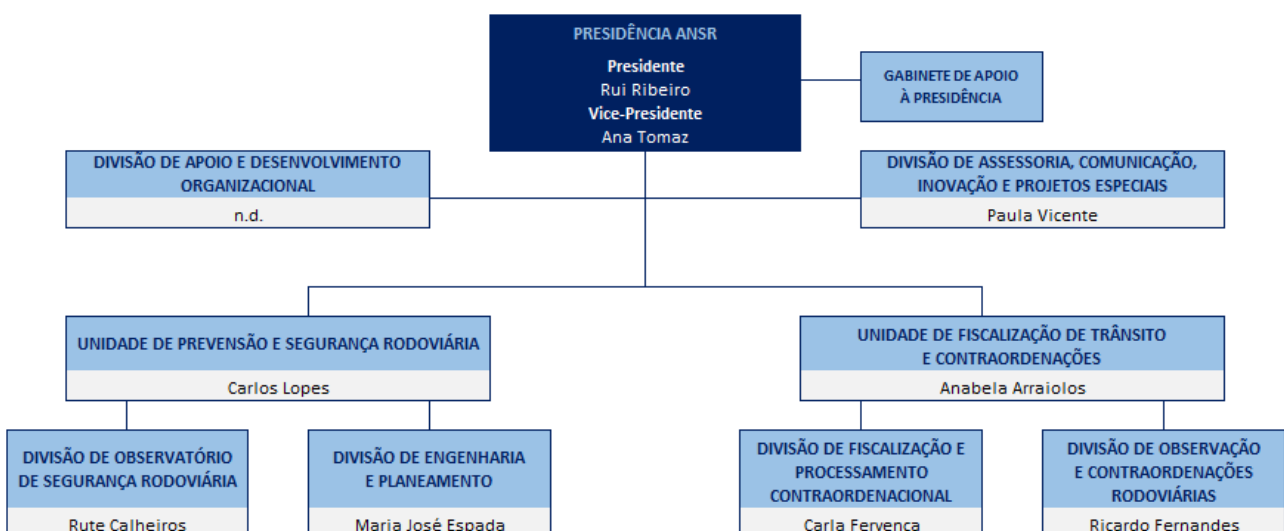 PRESIDÊNCIA ANSR
Presidente
Rui Ribeiro
Vice-Presidente
Ana Tomaz
GABINETE DE APOIO
À PRESIDÊNCIA
DIVISÃO DE APOIO E DESENVOLVIMENTO
ORGANIZACIONAL
n.d.
DIVISÃO DE ASSESSORIA, COMUNICAÇÃO,
INOVAÇÃO E PROJETOS ESPECIAIS
Paula Vicente
UNIDADE DE PREVENSÃO E SEGURANÇA RODOVIÁRIA
Carlos Lopes
UNIDADE DE FISCALIZAÇÃO DE TRÂNSITO
E CONTRAORDENAÇÕES
Anabela Arraiolos
DIVISÃO DE OBSERVATÓRIO
DE SEGURANÇA RODOVIÁRIA
Rute Calheiros
DIVISÃO DE ENGENHARIA
E PLANEAMENTO
Maria José Espada
DIVISÃO DE FISCALIZAÇÃO E
PROCESSAMENTO
CONTRAORDENACIONAL
Carla Fervença
DIVISÃO DE OBSERVAÇÃO
E CONTRAORDENAÇÕES
RODOVIÁRIAS
Ricardo Fernandes